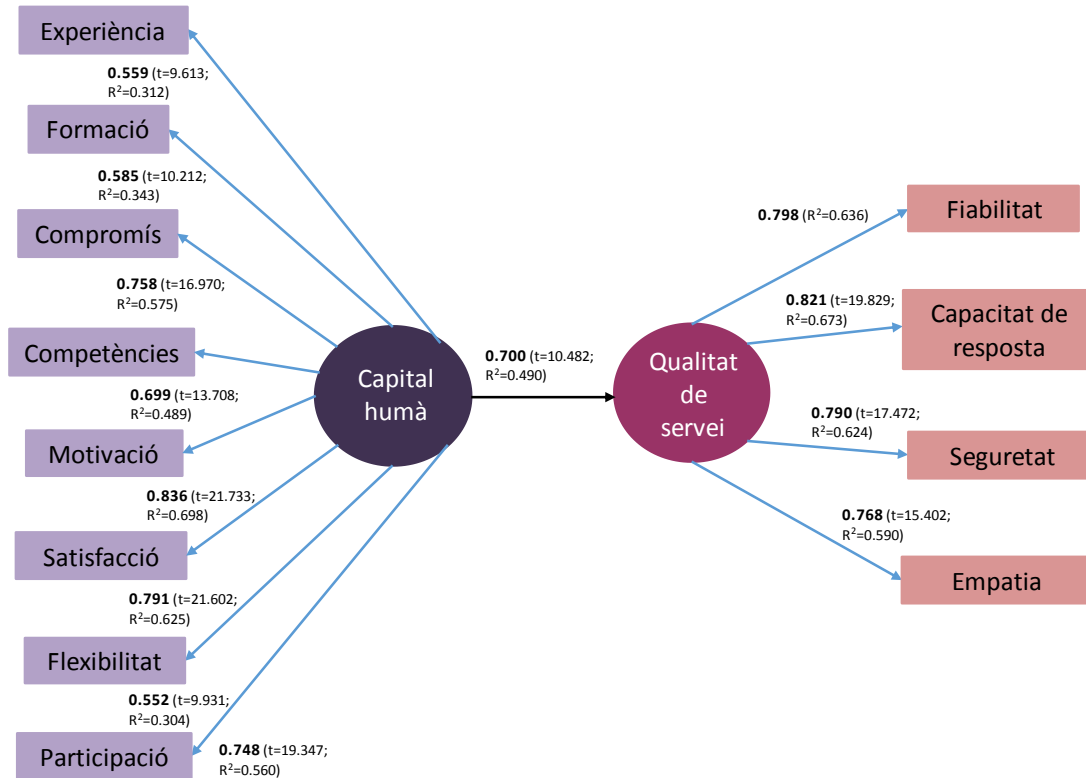 Experiència
0.559 (t=9.613;
R²=0.312)
Formació
0.585 (t=10.212;
R²=0.343)
Compromís
0.758 (t=16.970;
R²=0.575)
Competències
0.699 (t=13.708;
R²=0.489)
Motivació
0.836 (t=21.733;
R²=0.698)
Satisfacció
0.791 (t=21.602;
R²=0.625)
Flexibilitat
0.552 (t=9.931;
R²=0.304)
Participació
0.748 (t=19.347;
R²=0.560)
Capital
humà
0.700 (t=10.482;
R²=0.490)
Qualitat
de
servei
0.798 (R²=0.636)
Fiabilitat
0.821 (t=19.829;
R²=0.673)
Capacitat de
resposta
0.790 (t=17.472;
R²=0.624)
Seguretat
0.768 (t=15.402;
R²=0.590)
Empatia